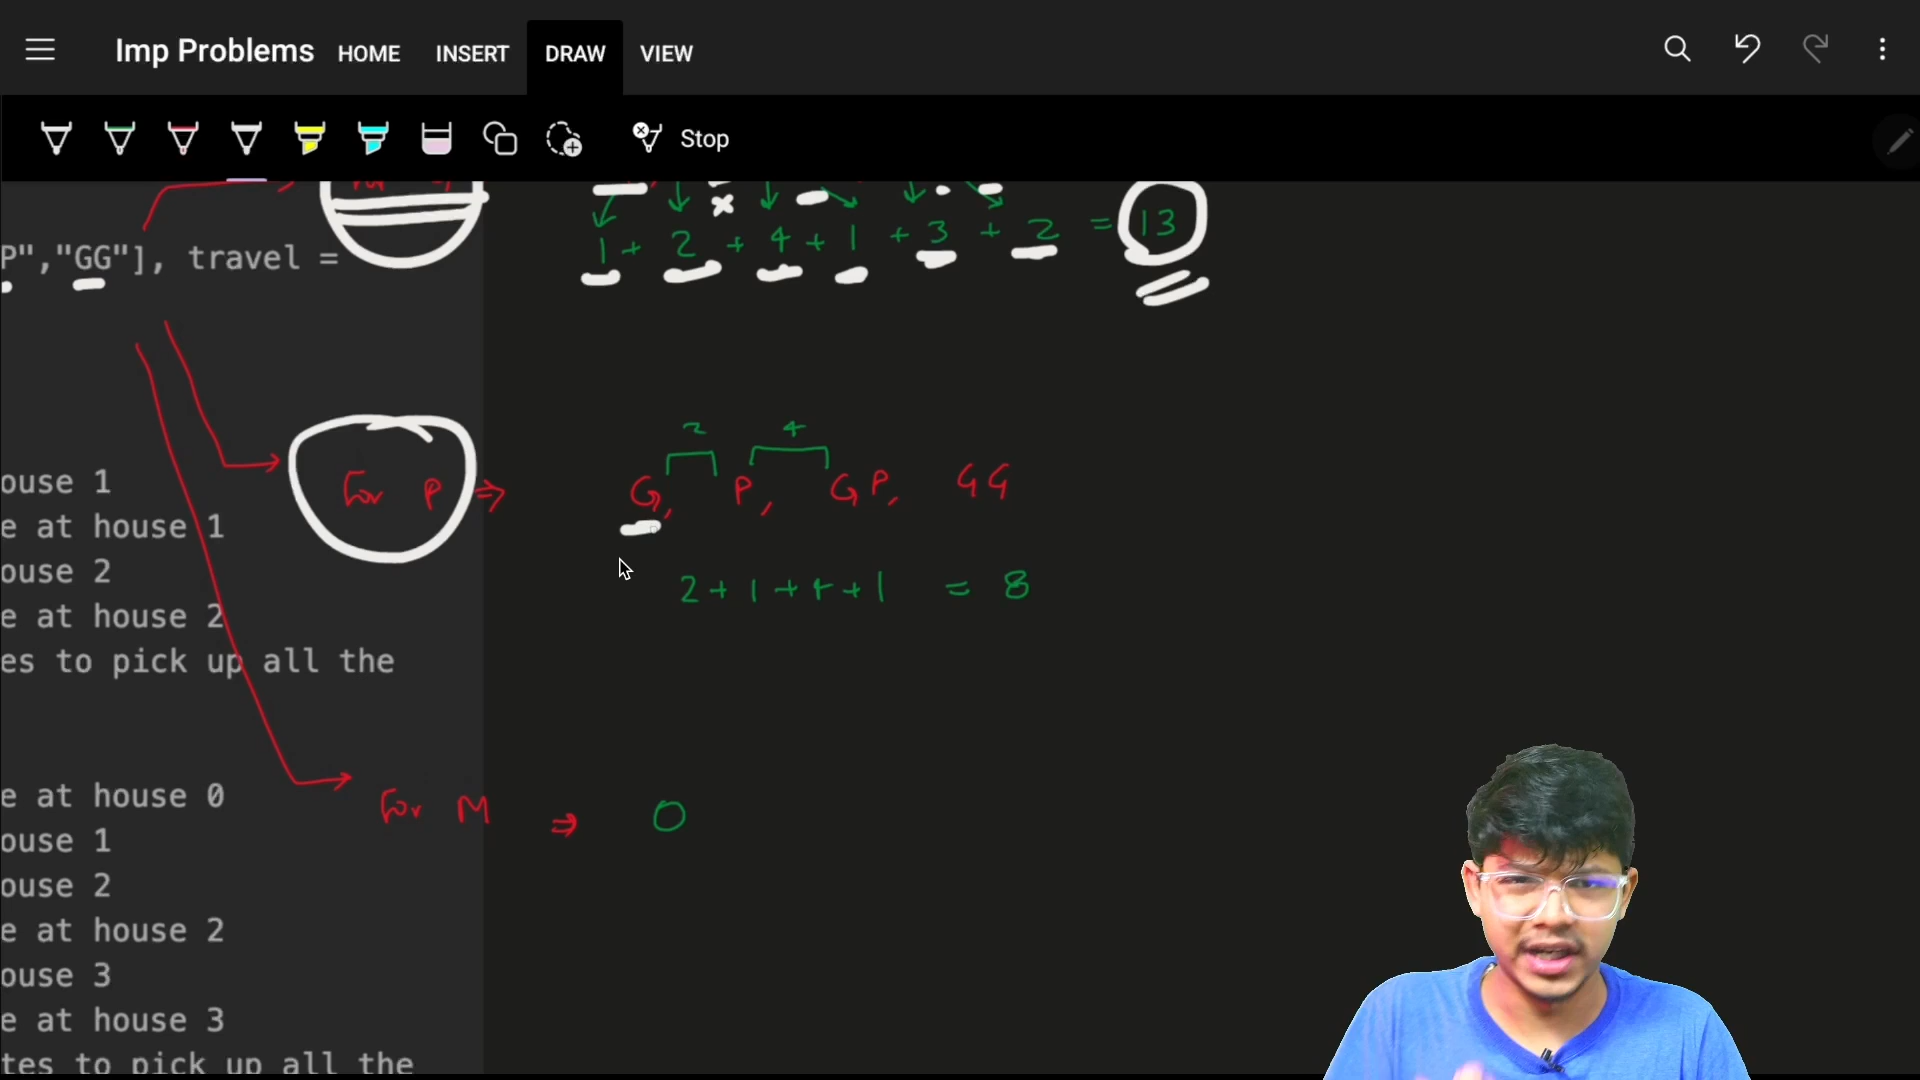 Imp Problems HOME INSERT DRAW VIEW
Stop
1 + 2 + 4 + 1 + 3 + 2 = 13
P","GG"], travel =
2 4
ouse 1
For P ⇒ G, P, GP, GG
e at house 1
ouse 2
2+1+4+1 = 8
e at house 2
es to pick up all the
e at house 0
For M ⇒ 0
ouse 1
ouse 2
e at house 2
ouse 3
e at house 3
tes to pick up all the